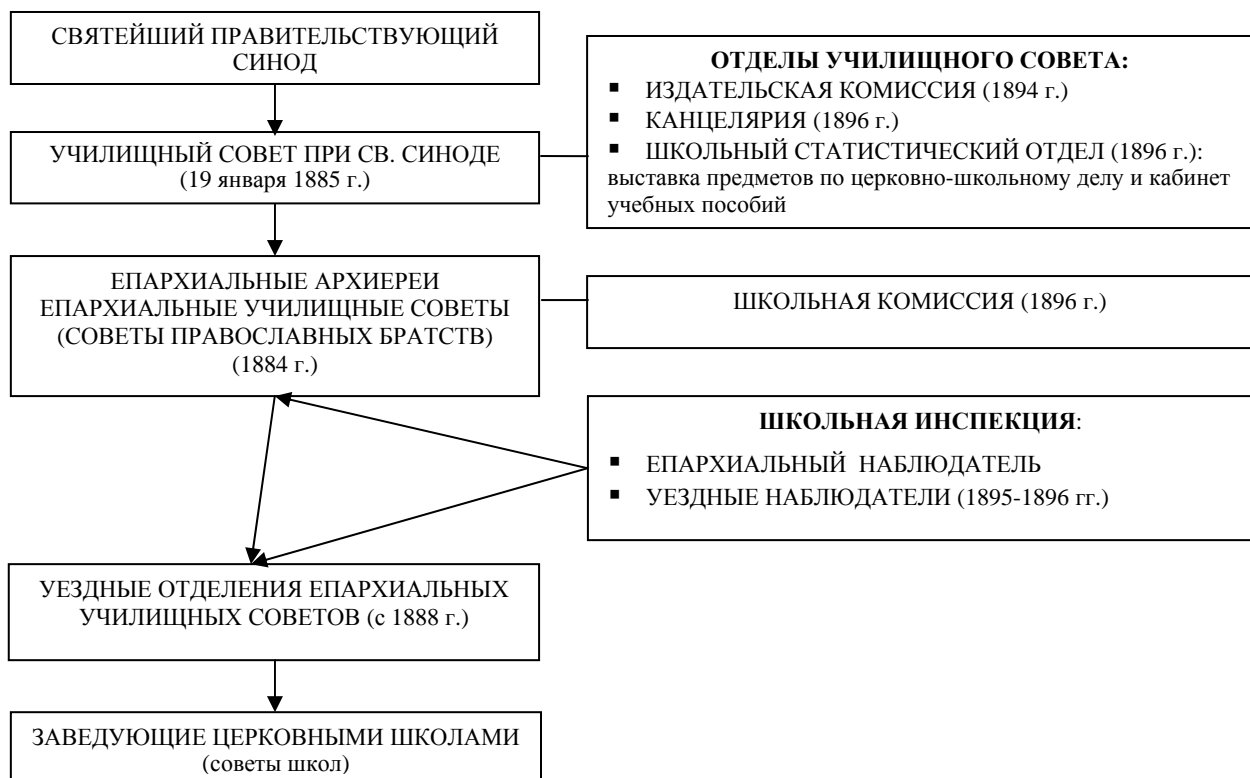 СВЯТЕЙШИЙ ПРАВИТЕЛЬСТВУЮЩИЙ
СИНОД
УЧИЛИЩНЫЙ СОВЕТ ПРИ СВ. СИНОДЕ
(19 января 1885 г.)
ОТДЕЛЫ УЧИЛИЩНОГО СОВЕТА:
▪ ИЗДАТЕЛЬСКАЯ КОМИССИЯ (1894 г.)
▪ КАНЦЕЛЯРИЯ (1896 г.)
▪ ШКОЛЬНЫЙ СТАТИСТИЧЕСКИЙ ОТДЕЛ (1896 г.):
выставка предметов по церковно-школьному делу и кабинет
учебных пособий
ЕПАРХИАЛЬНЫЕ АРХИЕРЕИ
ЕПАРХИАЛЬНЫЕ УЧИЛИЩНЫЕ СОВЕТЫ
(СОВЕТЫ ПРАВОСЛАВНЫХ БРАТСТВ)
(1884 г.)
ШКОЛЬНАЯ КОМИССИЯ (1896 г.)
ШКОЛЬНАЯ ИНСПЕКЦИЯ:
▪ ЕПАРХИАЛЬНЫЙ НАБЛЮДАТЕЛЬ
▪ УЕЗДНЫЕ НАБЛЮДАТЕЛИ (1895-1896 гг.)
УЕЗДНЫЕ ОТДЕЛЕНИЯ ЕПАРХИАЛЬНЫХ
УЧИЛИЩНЫХ СОВЕТОВ (с 1888 г.)
ЗАВЕДУЮЩИЕ ЦЕРКОВНЫМИ ШКОЛАМИ
(советы школ)